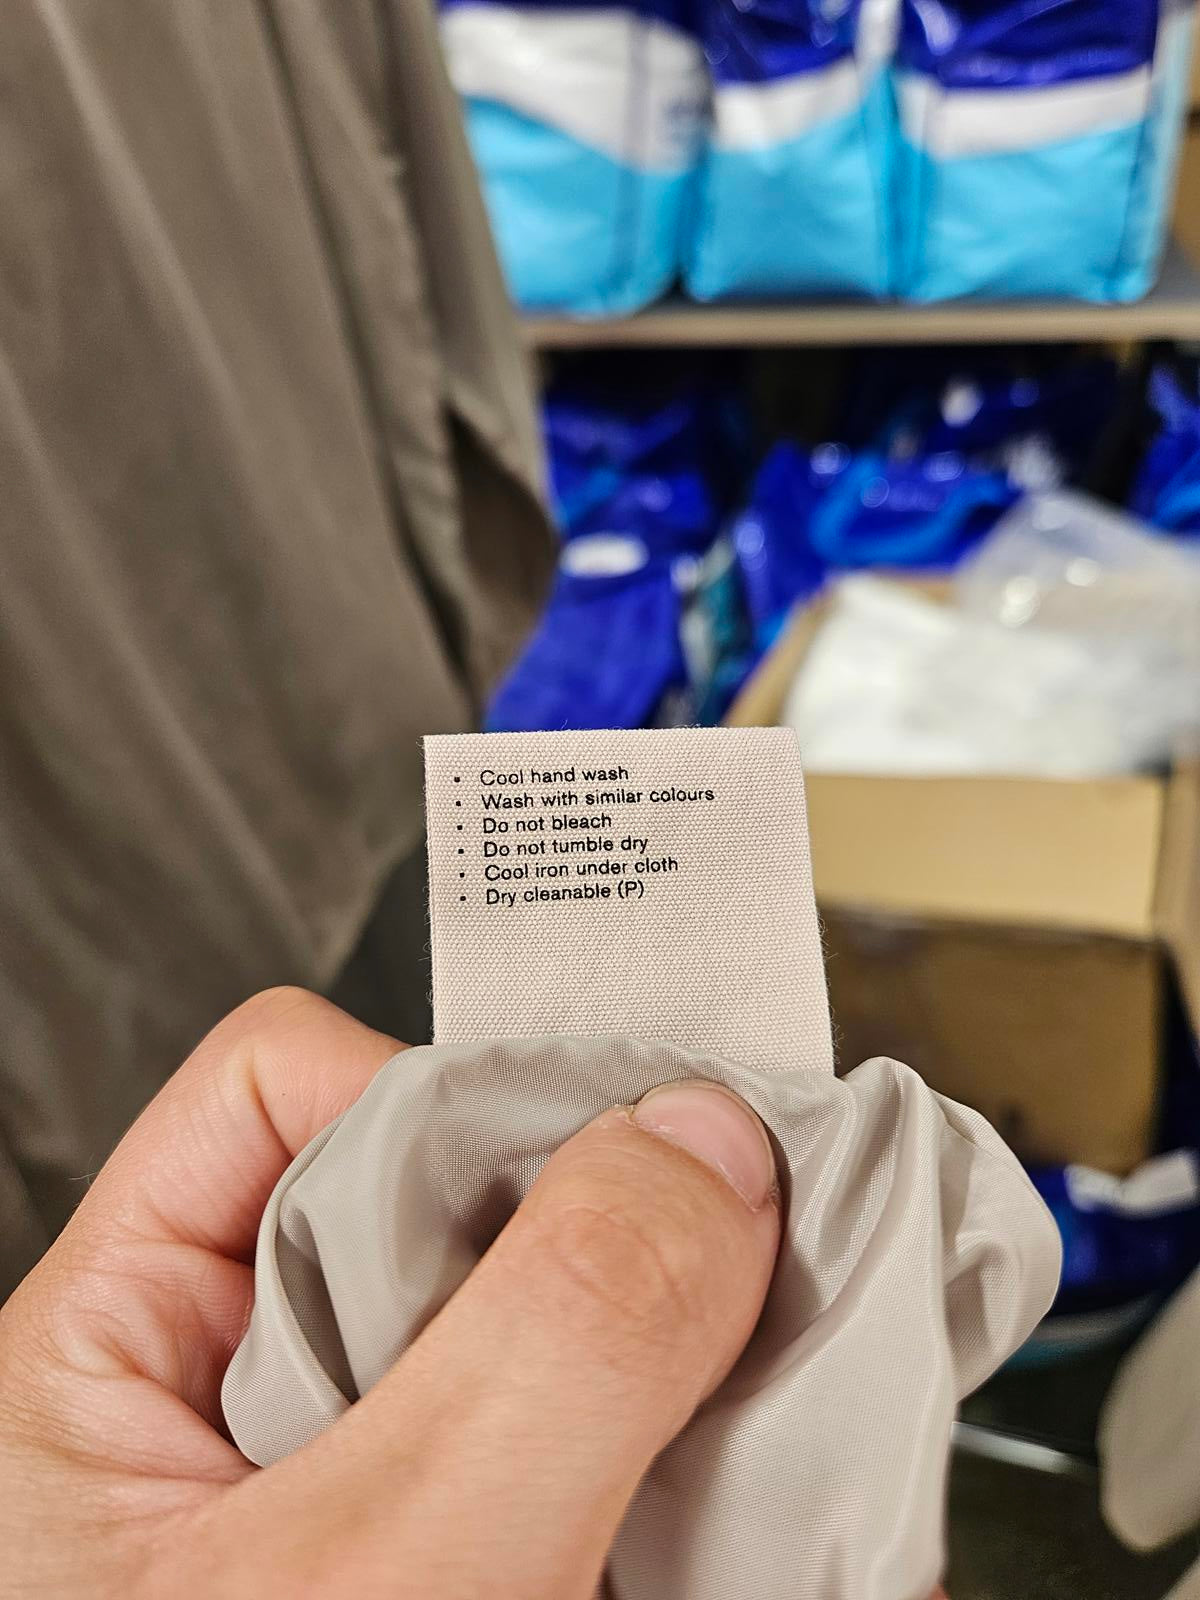 • Cool hand wash
• Wash with similar colours
• Do not bleach
• Do not tumble dry
• Cool iron under cloth
• Dry cleanable (P)